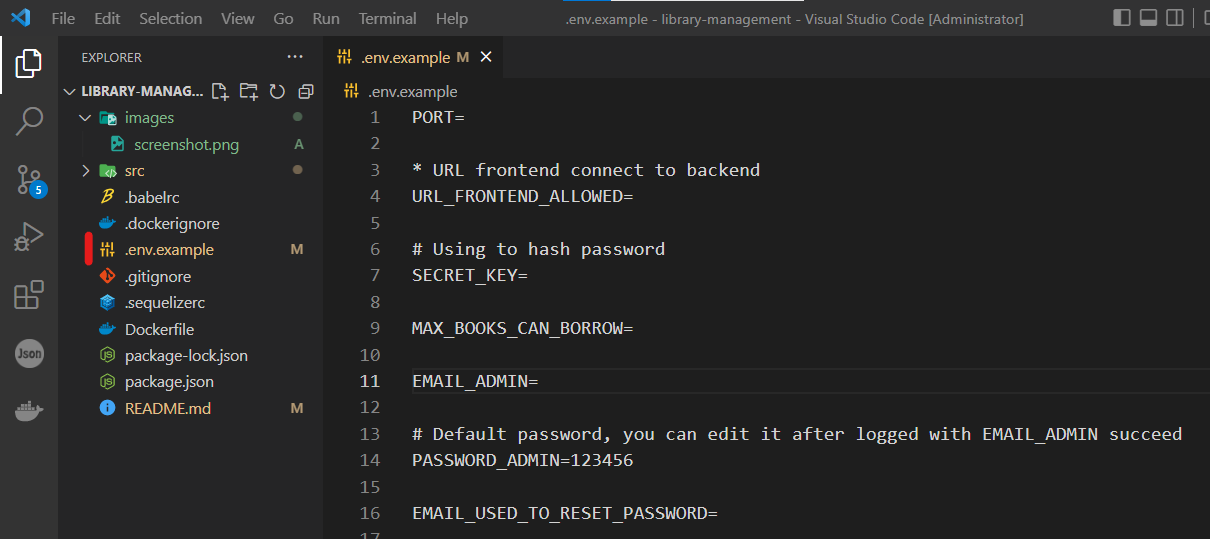 File Edit Selection View Go Run Terminal Help .env.example - library-management - Visual Studio Code [Administrator]
EXPLORER ...
LIBRARY-MANAG...
images
screenshot.png A
src
.babelrc
.dockerignore
.env.example M
.gitignore
.sequelizerc
Dockerfile
package-lock.json
package.json
README.md M
5
Json
.env.example M
.env.example
1 PORT=
2
3 * URL frontend connect to backend
4 URL_FRONTEND_ALLOWED=
5
6 # Using to hash password
7 SECRET_KEY=
8
9 MAX_BOOKS_CAN_BORROW=
10
11 EMAIL_ADMIN=
12
13 # Default password, you can edit it after logged with EMAIL_ADMIN succeed
14 PASSWORD_ADMIN=123456
15
16 EMAIL_USED_TO_RESET_PASSWORD=
17